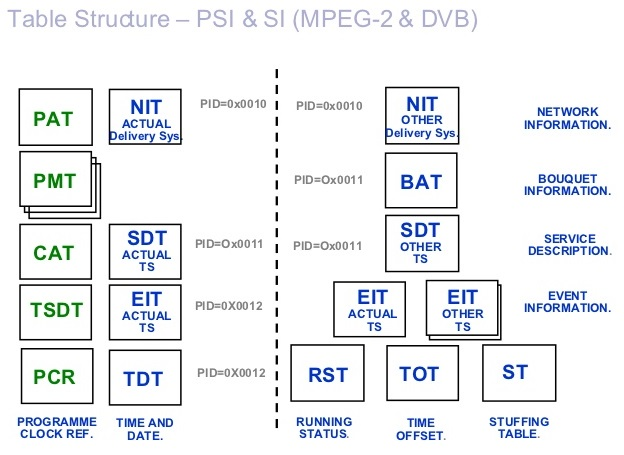 Table Structure – PSI & SI (MPEG-2 & DVB)
PAT
NIT
ACTUAL
Delivery Sys.
PID=0x0010
PID=0x0010
NIT
OTHER
Delivery Sys.
NETWORK
INFORMATION.
PMT
PID=Ox0011
BAT
BOUQUET
INFORMATION.
CAT
SDT
ACTUAL
TS
PID=Ox0011
PID=Ox0011
SDT
OTHER
TS
SERVICE
DESCRIPTION.
TSDT
EIT
ACTUAL
TS
PID=0X0012
EIT
ACTUAL
TS
EIT
OTHER
TS
EVENT
INFORMATION.
PCR
TDT
PID=0X0012
RST
TOT
ST
PROGRAMME
CLOCK REF.
TIME AND
DATE.
RUNNING
STATUS.
TIME
OFFSET.
STUFFING
TABLE.